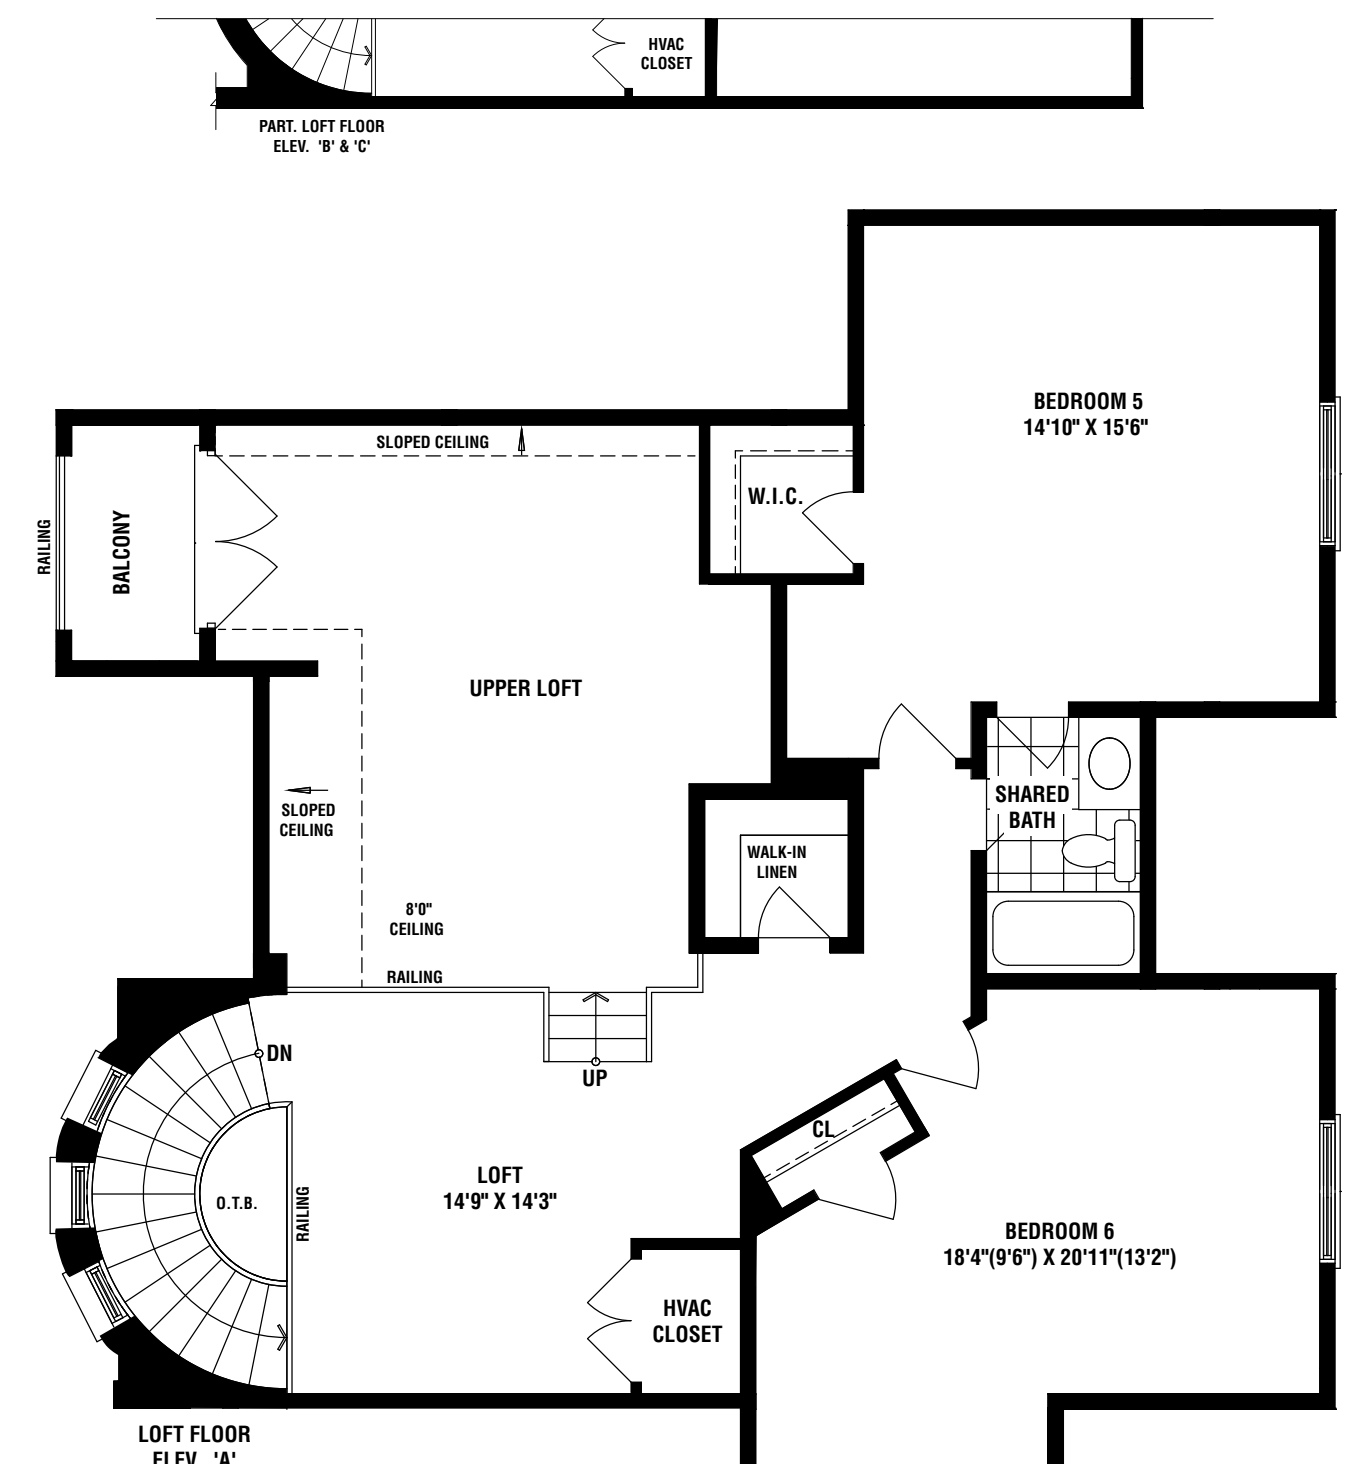 HVAC
CLOSET
PART. LOFT FLOOR
ELEV. 'B' & 'C'
BEDROOM 5
14'10" X 15'6"
SLOPED CEILING
W.I.C.
RAILING
BALCONY
UPPER LOFT
SLOPED
CEILING
SHARED
BATH
WALK-IN
LINEN
8'0"
CEILING
RAILING
DN
UP
CL
LOFT
14'9" X 14'3"
O.T.B.
RAILING
BEDROOM 6
18'4"(9'6") X 20'11"(13'2")
HVAC
CLOSET
LOFT FLOOR
ELEV. 'A'